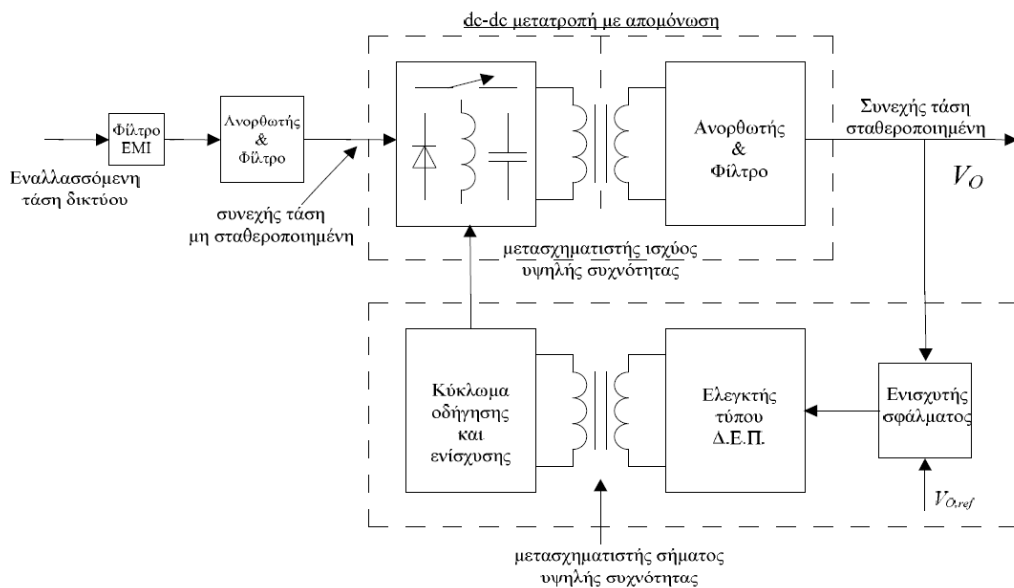 dc-dc μετατροπή με απομόνωση
Φίλτρο
EMI
Ανορθωτής
&
Φίλτρο
Εναλλασσόμενη
τάση δικτύου
συνεχής τάση
μη σταθεροποιημένη
Ανορθωτής
&
Φίλτρο
Συνεχής τάση
σταθεροποιημένη
V_O
μετασχηματιστής ισχύος
υψηλής συχνότητας
Κύκλωμα
οδήγησης
και
ενίσχυσης
Ελεγκτής
τύπου
Δ.Ε.Π.
Ενισχυτής
σφάλματος
V_{O,ref}
μετασχηματιστής σήματος
υψηλής συχνότητας